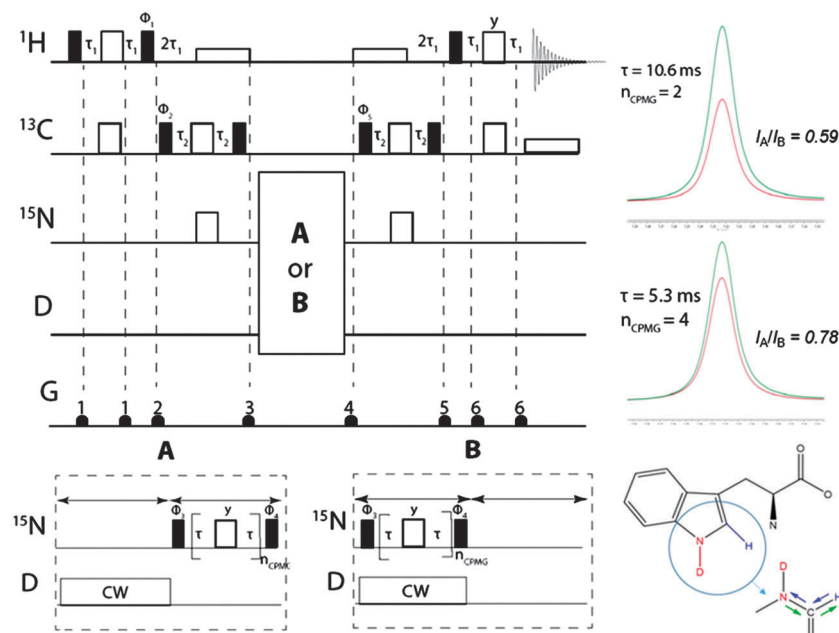 ¹H τ₁ τ₁ Φ₁ 2τ₁ 2τ₁ τ₁ y τ₁
¹³C Φ₂ τ₂ τ₂ Φ₅ τ₂ τ₂
¹⁵N
A
or
B
D
G 1 1 2 3 4 5 6 6
A B
¹⁵N Φ₃ τ y τ Φ₄ n_CPMG
D CW
¹⁵N Φ₃ τ y τ Φ₄ n_CPMG
D CW
τ = 10.6 ms
n_CPMG = 2
I_A/I_B = 0.59
τ = 5.3 ms
n_CPMG = 4
I_A/I_B = 0.78
O
O
N
N
H
D
D
N C H